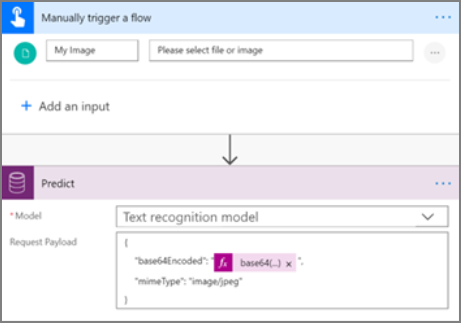 Manually trigger a flow
My Image
Please select file or image
Add an input
Predict
* Model
Text recognition model
Request Payload
{
"base64Encoded": " fx base64(...) × ",
"mimeType": "image/jpeg"
}